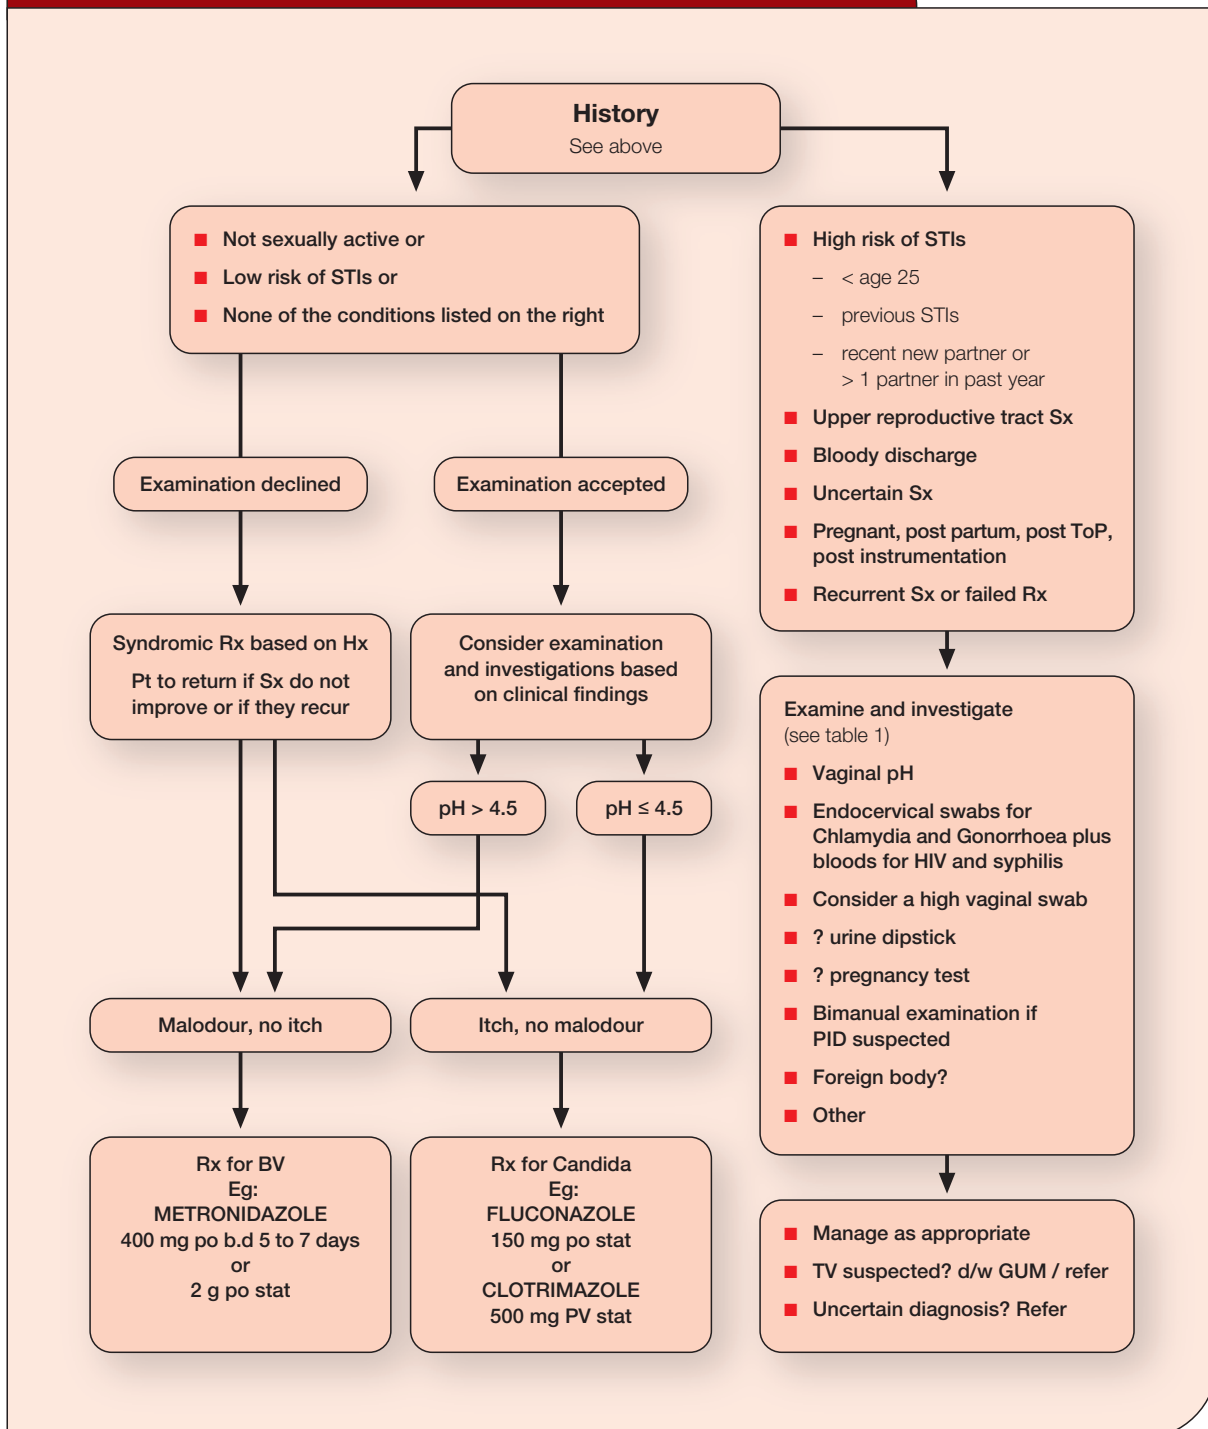 History
See above
■ Not sexually active or
■ Low risk of STIs or
■ None of the conditions listed on the right
Examination declined
Examination accepted
Syndromic Rx based on Hx
Pt to return if Sx do not
improve or if they recur
Consider examination
and investigations based
on clinical findings
pH > 4.5
pH ≤ 4.5
Malodour, no itch
Itch, no malodour
Rx for BV
Eg:
METRONIDAZOLE
400 mg po b.d 5 to 7 days
or
2 g po stat
Rx for Candida
Eg:
FLUCONAZOLE
150 mg po stat
or
CLOTRIMAZOLE
500 mg PV stat
■ High risk of STIs
– < age 25
– previous STIs
– recent new partner or
> 1 partner in past year
■ Upper reproductive tract Sx
■ Bloody discharge
■ Uncertain Sx
■ Pregnant, post partum, post ToP,
post instrumentation
■ Recurrent Sx or failed Rx
Examine and investigate
(see table 1)
■ Vaginal pH
■ Endocervical swabs for
Chlamydia and Gonorrhoea plus
bloods for HIV and syphilis
■ Consider a high vaginal swab
■ ? urine dipstick
■ ? pregnancy test
■ Bimanual examination if
PID suspected
■ Foreign body?
■ Other
■ Manage as appropriate
■ TV suspected? d/w GUM / refer
■ Uncertain diagnosis? Refer